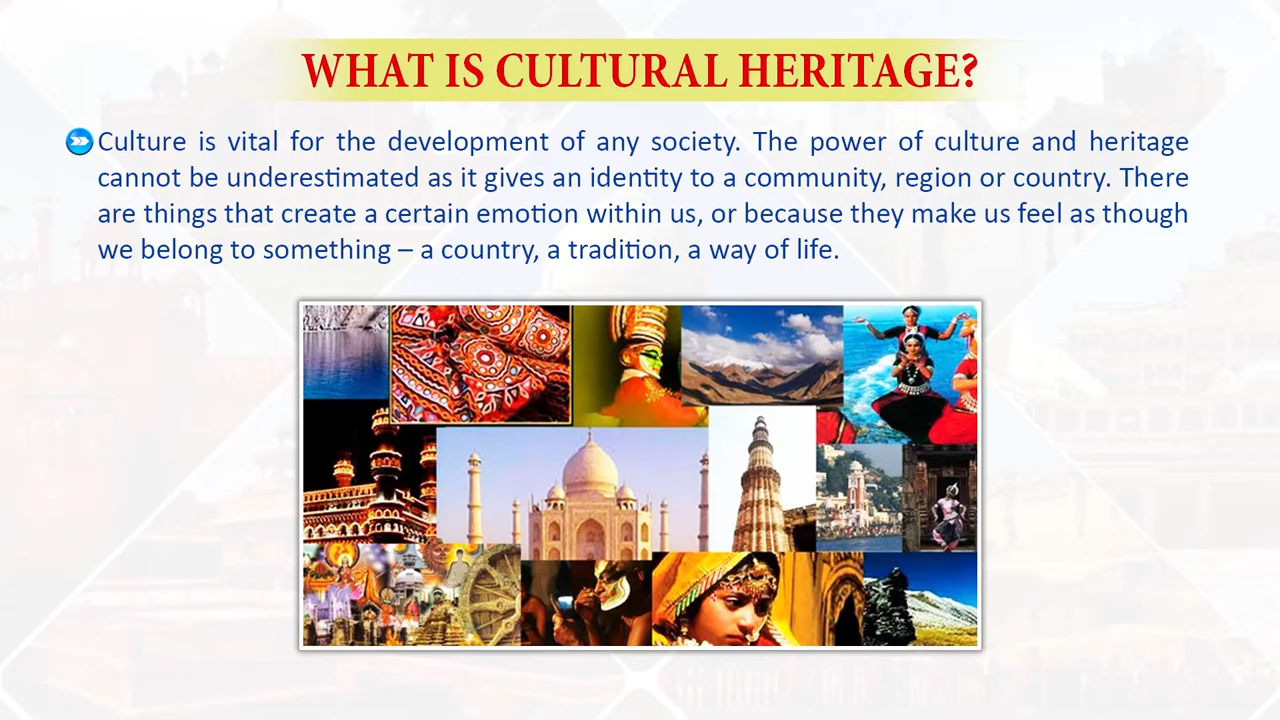 WHAT IS CULTURAL HERITAGE?
Culture is vital for the development of any society. The power of culture and heritage
cannot be underestimated as it gives an identity to a community, region or country. There
are things that create a certain emotion within us, or because they make us feel as though
we belong to something – a country, a tradition, a way of life.